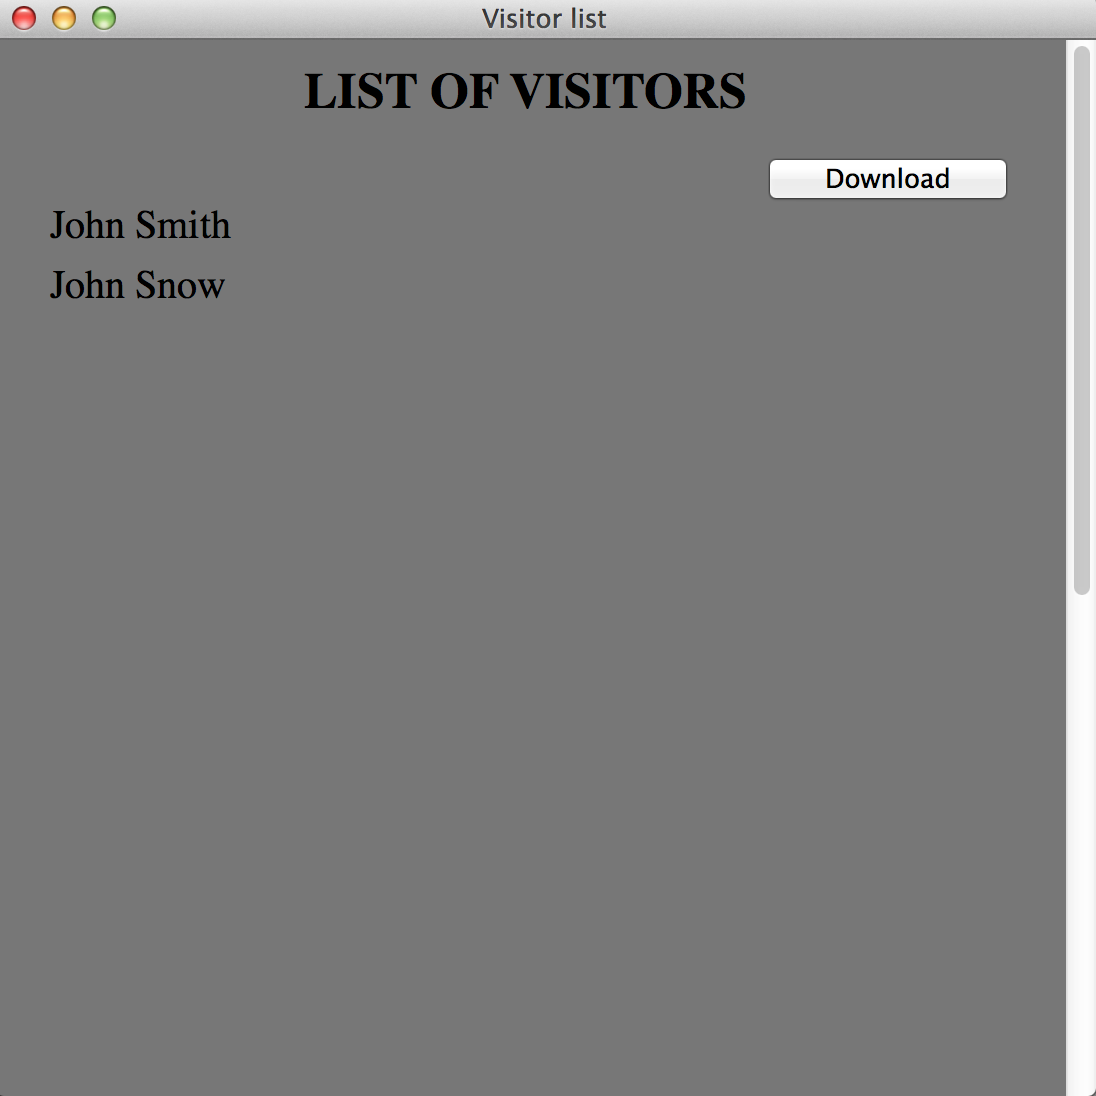 Visitor list
LIST OF VISITORS
Download
John Smith
John Snow